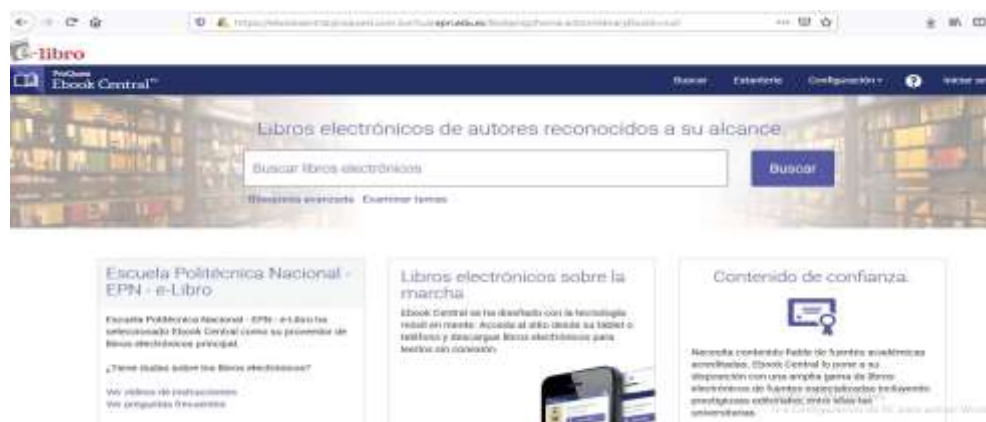 e-libro
ProQuest
Ebook Central™
Buscar Estantería Configuración ? Iniciar
Libros electrónicos de autores reconocidos a su alcance.
Buscar libros electrónicos
Buscar
Búsqueda avanzada Examinar temas
Escuela Politécnica Nacional -
EPN - e-Libro
Escuela Politécnica Nacional - EPN - e-Libro ha
seleccionado Ebook Central como su proveedor de
libros electrónicos principal.
¿Tiene dudas sobre los libros electrónicos?
Ver videos de instrucciones
Ver preguntas frecuentes
Libros electrónicos sobre la
marcha
Ebook Central se ha diseñado con la tecnología
móvil en mente. Acceda al sitio desde su tablet o
teléfono y descargue libros electrónicos para
leerlos sin conexión.
Contenido de confianza.
Necesita contenido fiable de fuentes académicas
acreditadas. Ebook Central lo pone a su
disposición con una amplia gama de libros
electrónicos de fuentes especializadas incluyendo
prestigiosas editoriales, entre ellas las
universitarias.